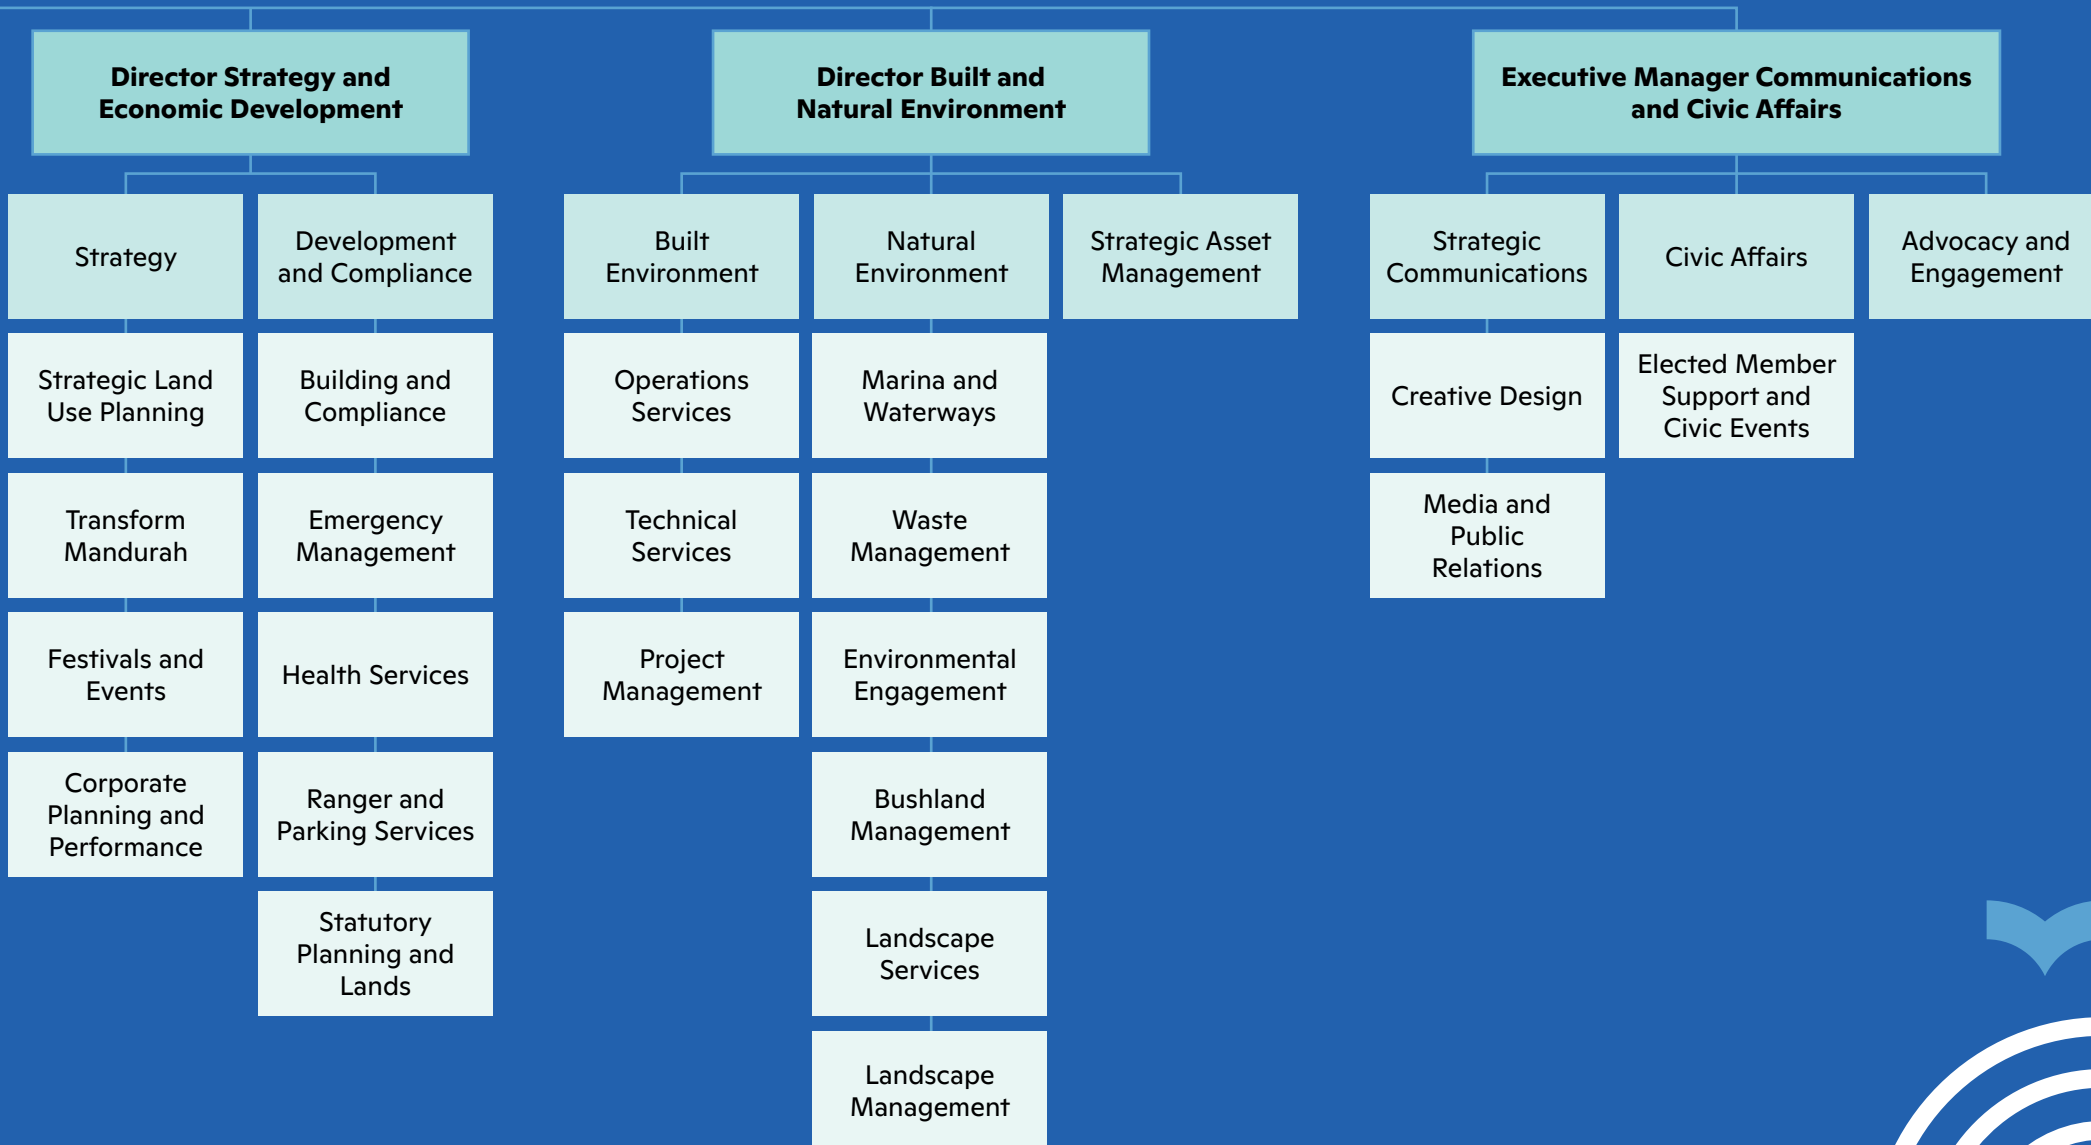 Director Strategy and
Economic Development
Director Built and
Natural Environment
Executive Manager Communications
and Civic Affairs
Strategy
Development
and Compliance
Built
Environment
Natural
Environment
Strategic Asset
Management
Strategic
Communications
Civic Affairs
Advocacy and
Engagement
Strategic Land
Use Planning
Building and
Compliance
Operations
Services
Marina and
Waterways
Creative Design
Elected Member
Support and
Civic Events
Transform
Mandurah
Emergency
Management
Technical
Services
Waste
Management
Media and
Public
Relations
Festivals and
Events
Health Services
Project
Management
Environmental
Engagement
Corporate
Planning and
Performance
Ranger and
Parking Services
Bushland
Management
Statutory
Planning and
Lands
Landscape
Services
Landscape
Management